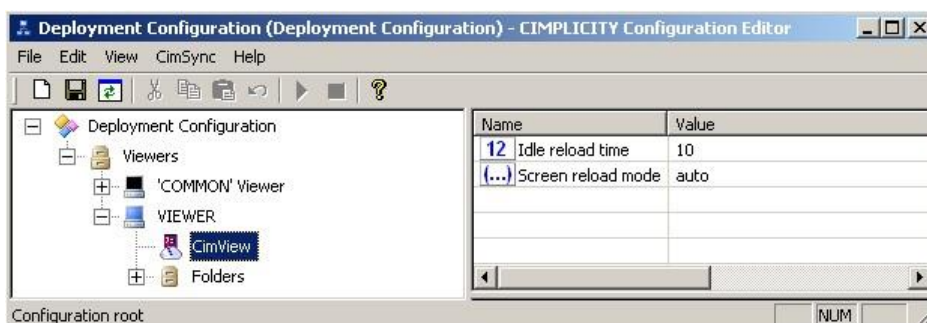 Deployment Configuration (Deployment Configuration) - CIMPLICITY Configuration Editor
File Edit View CimSync Help
Deployment Configuration
Viewers
'COMMON' Viewer
VIEWER
CimView
Folders
Name Value
12 Idle reload time 10
(...) Screen reload mode auto
Configuration root NUM